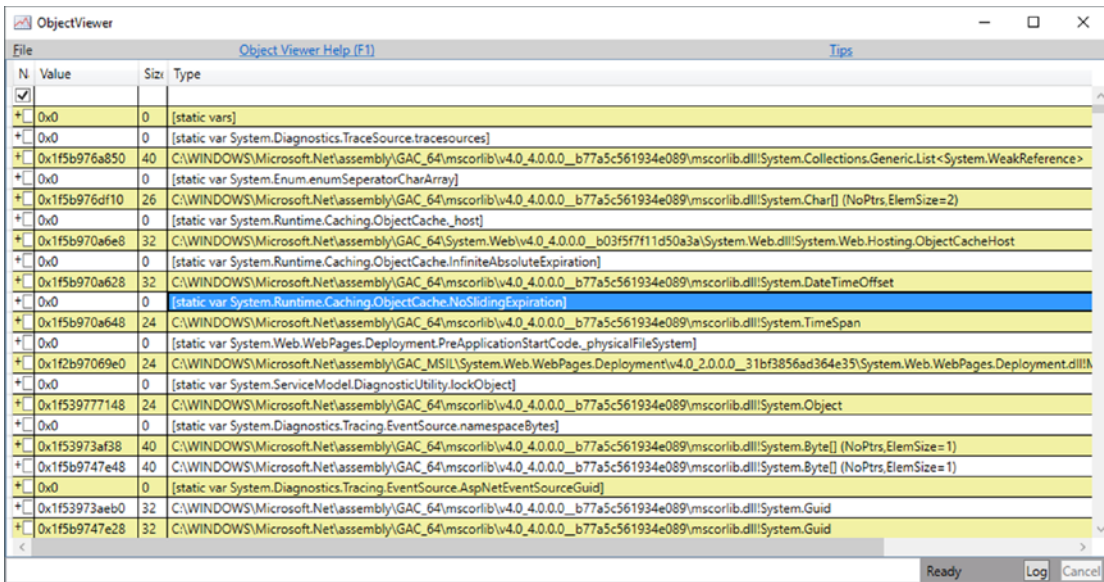 ObjectViewer
File Object Viewer Help (F1) Tips
N Value Size Type
+ 0x0 0 [static vars]
+ 0x0 0 [static var System.Diagnostics.TraceSource.tracesources]
+ 0x1f5b976a850 40 C:\WINDOWS\Microsoft.Net\assembly\GAC_64\mscorlib\v4.0_4.0.0.0__b77a5c561934e089\mscorlib.dll!System.Collections.Generic.List<System.WeakReference>
+ 0x0 0 [static var System.Enum.enumSeperatorCharArray]
+ 0x1f5b976df10 26 C:\WINDOWS\Microsoft.Net\assembly\GAC_64\mscorlib\v4.0_4.0.0.0__b77a5c561934e089\mscorlib.dll!System.Char[] (NoPtrs,ElemSize=2)
+ 0x0 0 [static var System.Runtime.Caching.ObjectCache._host]
+ 0x1f5b970a6e8 32 C:\WINDOWS\Microsoft.Net\assembly\GAC_64\System.Web\v4.0_4.0.0.0__b03f5f7f11d50a3a\System.Web.dll!System.Web.Hosting.ObjectCacheHost
+ 0x0 0 [static var System.Runtime.Caching.ObjectCache.InfiniteAbsoluteExpiration]
+ 0x1f5b970a628 32 C:\WINDOWS\Microsoft.Net\assembly\GAC_64\mscorlib\v4.0_4.0.0.0__b77a5c561934e089\mscorlib.dll!System.DateTimeOffset
+ 0x0 0 [static var System.Runtime.Caching.ObjectCache.NoSlidingExpiration]
+ 0x1f5b970a648 24 C:\WINDOWS\Microsoft.Net\assembly\GAC_64\mscorlib\v4.0_4.0.0.0__b77a5c561934e089\mscorlib.dll!System.TimeSpan
+ 0x0 0 [static var System.Web.WebPages.Deployment.PreApplicationStartCode._physicalFileSystem]
+ 0x1f2b97069e0 24 C:\WINDOWS\Microsoft.Net\assembly\GAC_MSIL\System.Web.WebPages.Deployment\v4.0_2.0.0.0__31bf3856ad364e35\System.Web.WebPages.Deployment.dll!
+ 0x0 0 [static var System.ServiceModel.DiagnosticUtility.lockObject]
+ 0x1f539777148 24 C:\WINDOWS\Microsoft.Net\assembly\GAC_64\mscorlib\v4.0_4.0.0.0__b77a5c561934e089\mscorlib.dll!System.Object
+ 0x0 0 [static var System.Diagnostics.Tracing.EventSource.namespaceBytes]
+ 0x1f53973af38 40 C:\WINDOWS\Microsoft.Net\assembly\GAC_64\mscorlib\v4.0_4.0.0.0__b77a5c561934e089\mscorlib.dll!System.Byte[] (NoPtrs,ElemSize=1)
+ 0x1f5b9747e48 40 C:\WINDOWS\Microsoft.Net\assembly\GAC_64\mscorlib\v4.0_4.0.0.0__b77a5c561934e089\mscorlib.dll!System.Byte[] (NoPtrs,ElemSize=1)
+ 0x0 0 [static var System.Diagnostics.Tracing.EventSource.AspNetEventSourceGuid]
+ 0x1f53973aeb0 32 C:\WINDOWS\Microsoft.Net\assembly\GAC_64\mscorlib\v4.0_4.0.0.0__b77a5c561934e089\mscorlib.dll!System.Guid
+ 0x1f5b9747e28 32 C:\WINDOWS\Microsoft.Net\assembly\GAC_64\mscorlib\v4.0_4.0.0.0__b77a5c561934e089\mscorlib.dll!System.Guid
Ready Log Cancel